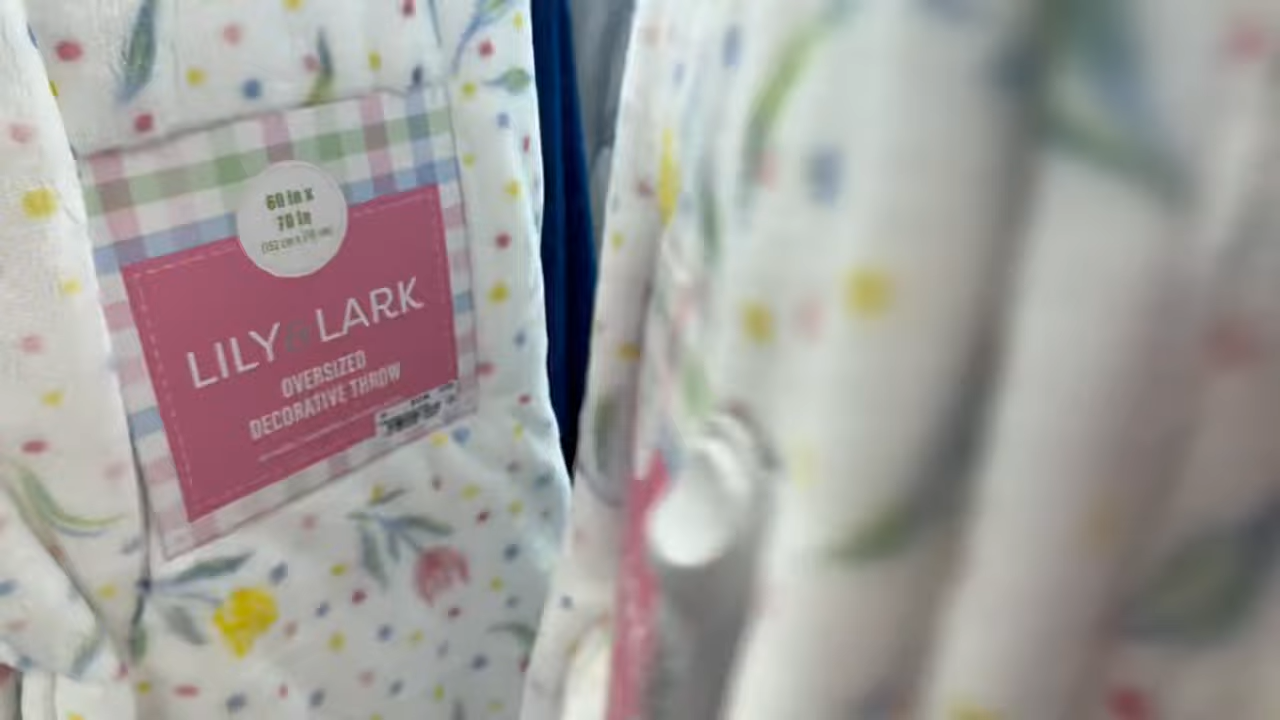 60 in x
70 in
LILY & LARK
OVERSIZED
DECORATIVE THROW